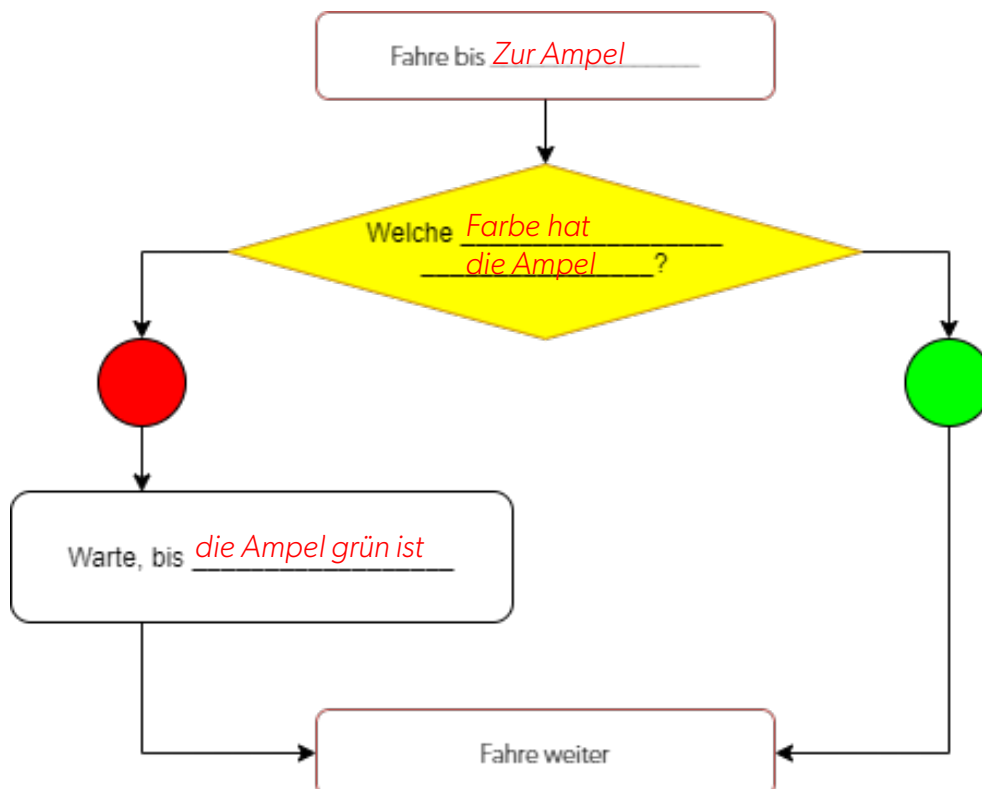 Fahre bis Zur Ampel
Welche Farbe hat
die Ampel?
Warte, bis die Ampel grün ist
Fahre weiter